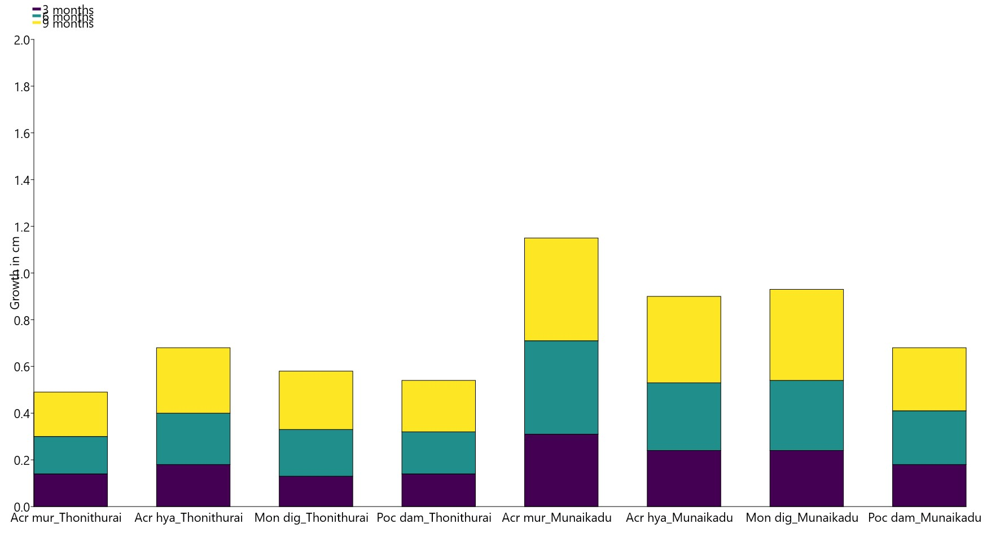 3 months
6 months
9 months
2.0
1.8
1.6
1.4
1.2
1.0
0.8
0.6
0.4
0.2
0.0
Growth in cm
Acr mur_Thonithurai Acr hya_Thonithurai Mon dig_Thonithurai Poc dam_Thonithurai Acr mur_Munaikadu Acr hya_Munaikadu Mon dig_Munaikadu Poc dam_Munaikadu